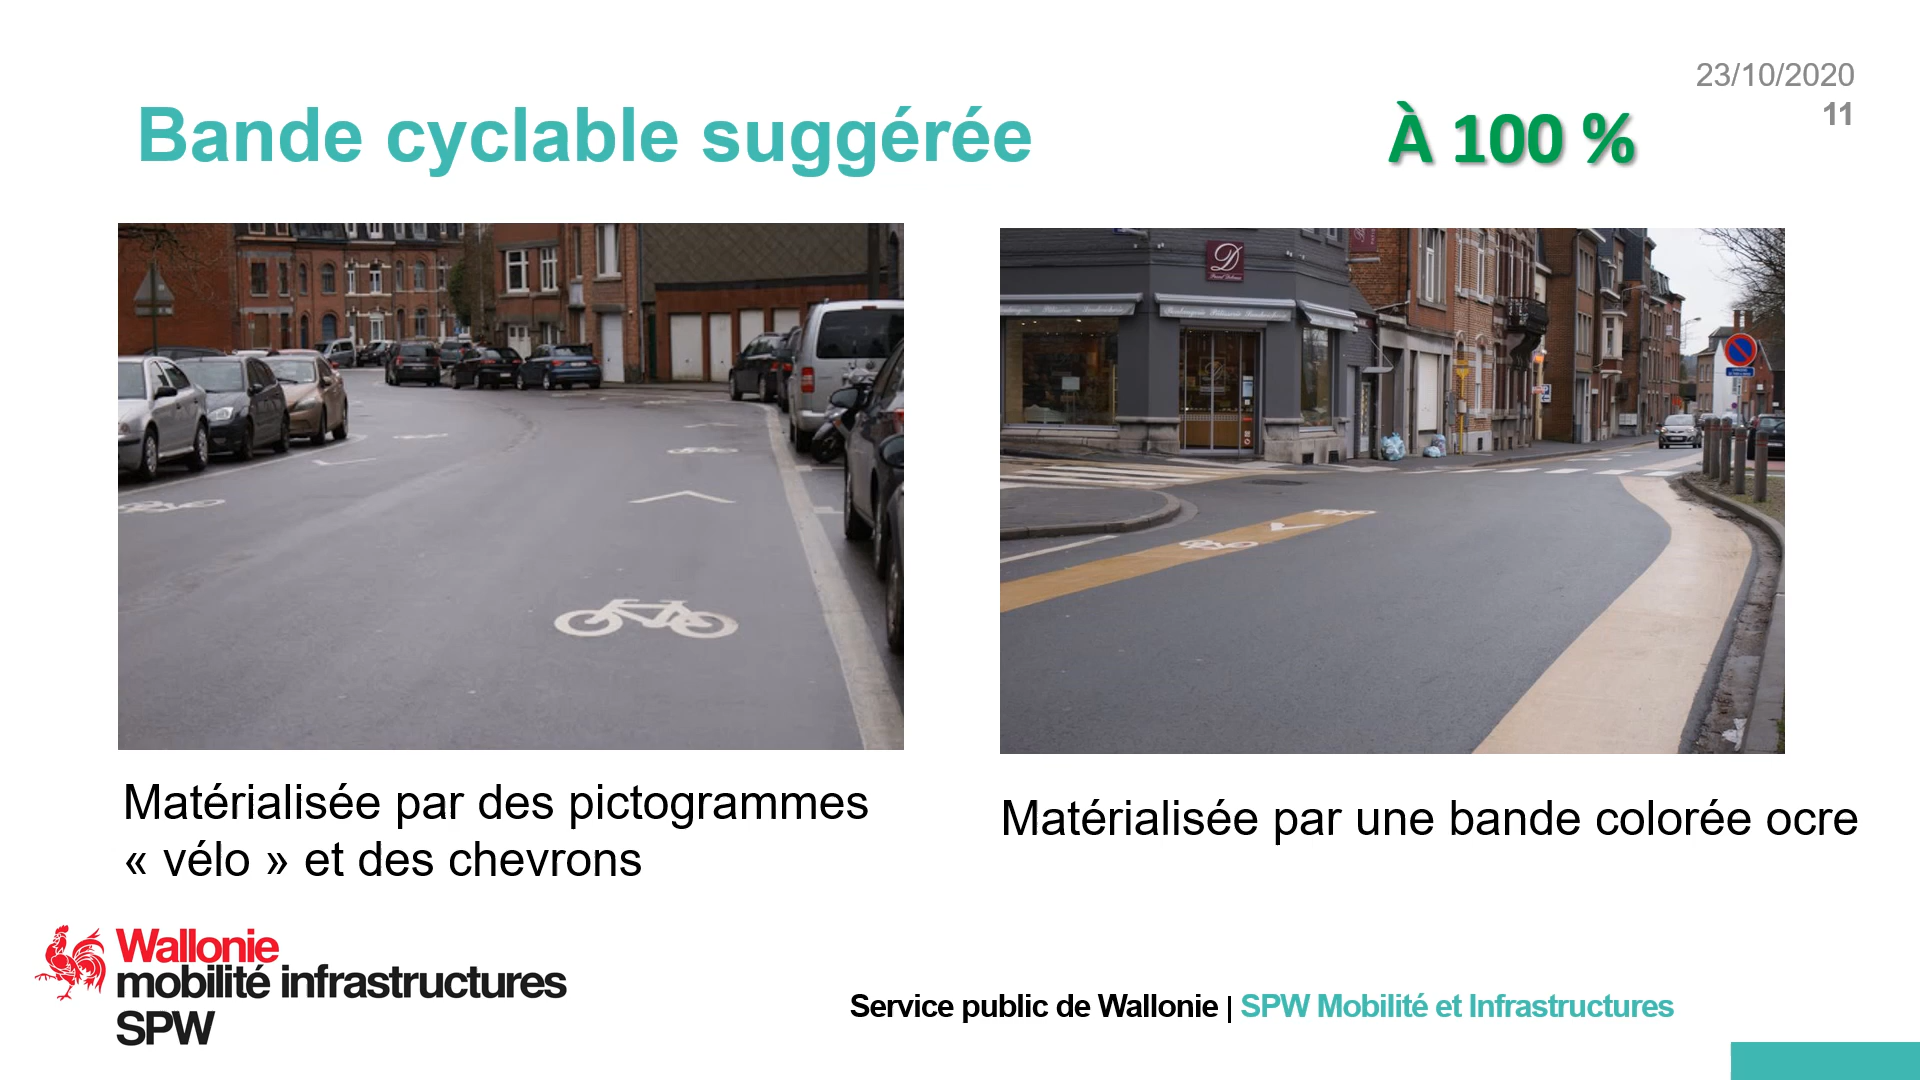 23/10/2020
11
Bande cyclable suggérée
À 100 %
D
Matérialisée par des pictogrammes
« vélo » et des chevrons
Matérialisée par une bande colorée ocre
Wallonie
mobilité infrastructures
SPW
Service public de Wallonie | SPW Mobilité et Infrastructures